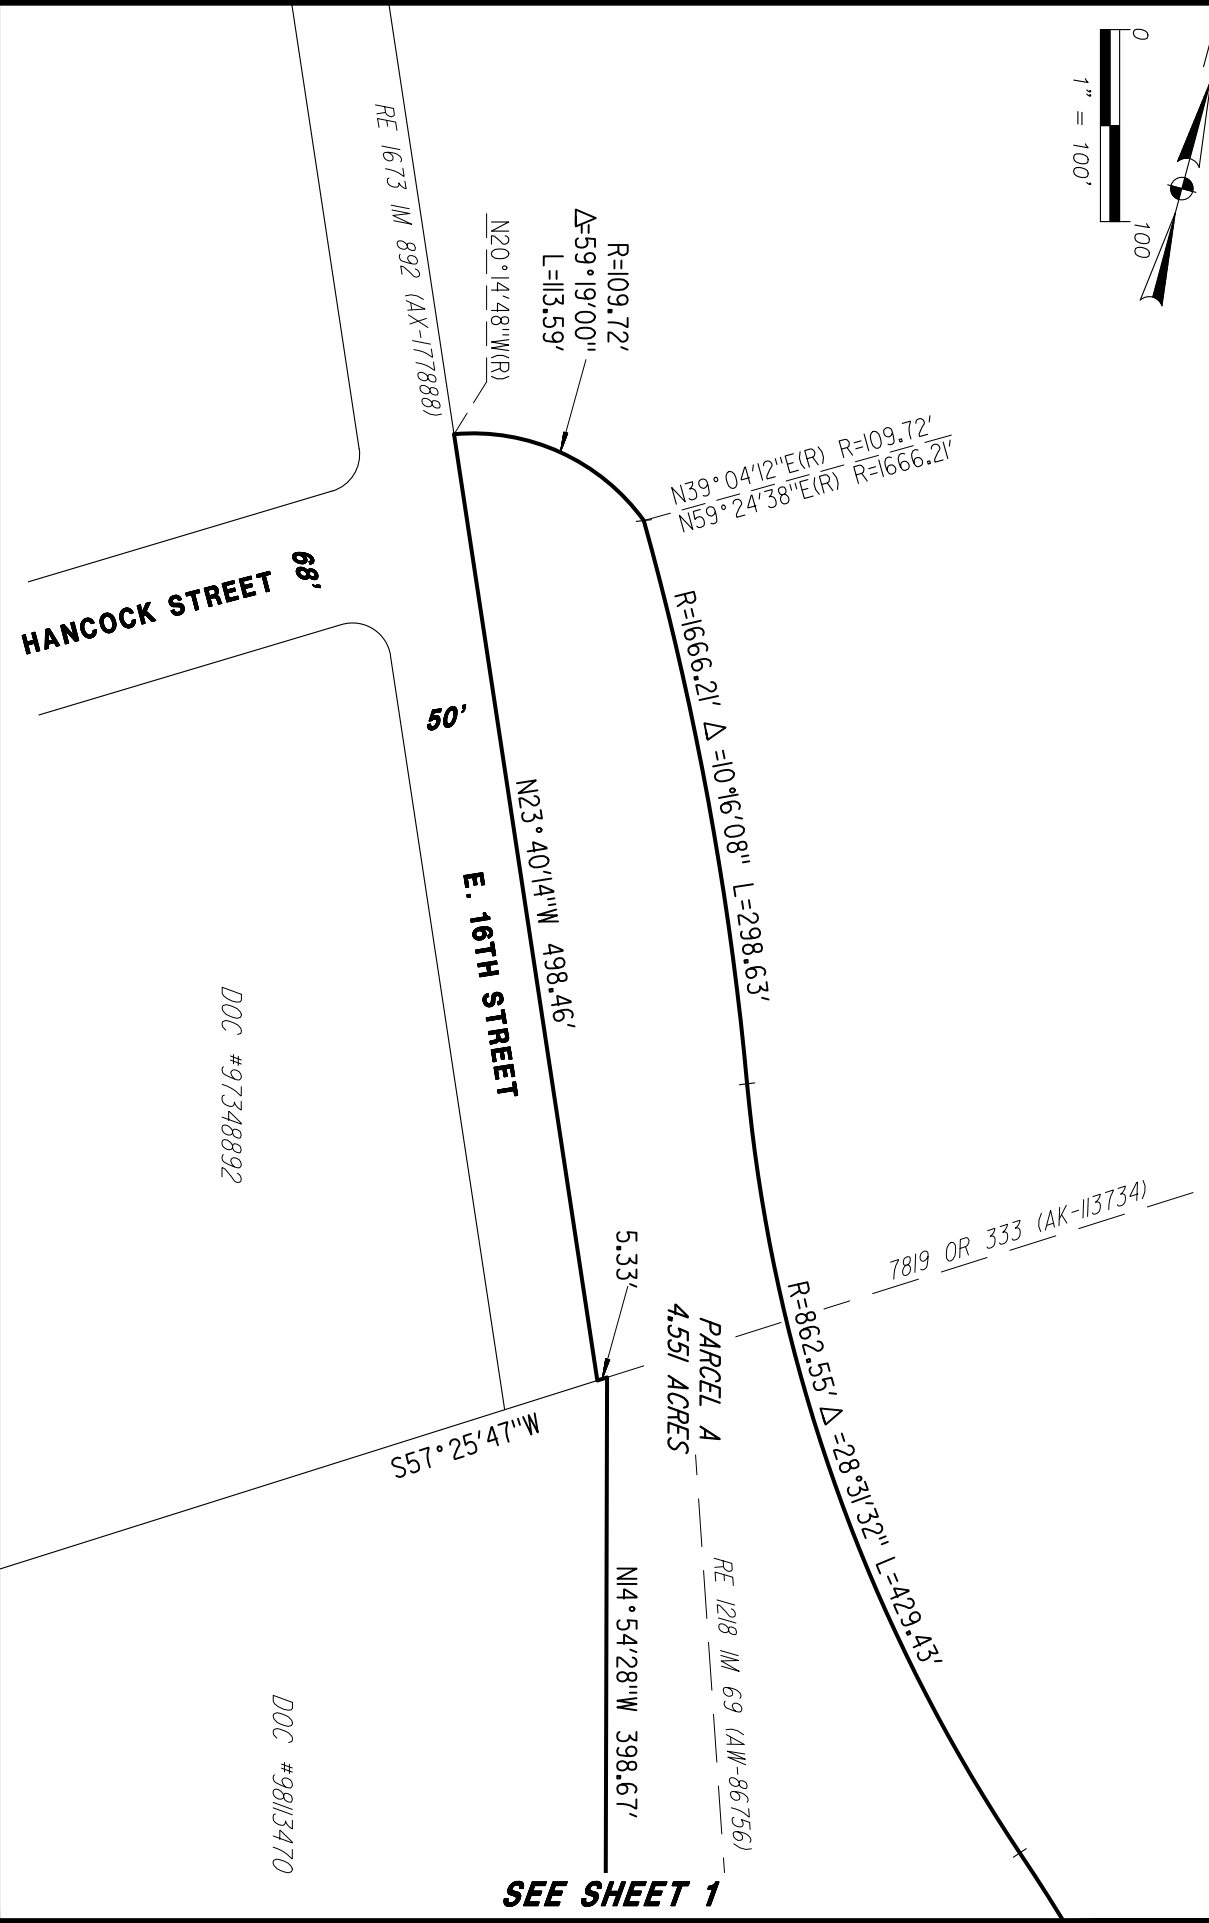 0
100
1" = 100'
RE 1673 IM 892 (AX-177888)
N20°14'48"W(R)
R=109.72'
Δ=59°19'00"
L=113.59'
N39°04'12"E(R) R=109.72'
N59°24'38"E(R) R=1666.21'
HANCOCK STREET 68'
50'
R=1666.21' Δ =10°16'08" L=298.63'
N23°40'14"W 498.46'
E. 16TH STREET
DOC #97348892
5.33'
7819 OR 333 (AK-113734)
PARCEL A
4.551 ACRES
R=862.55' Δ =28°31'32" L=429.43'
S57°25'47"W
N14°54'28"W 398.67'
RE 1218 IM 69 (AW-86756)
DOC #98113470
SEE SHEET 1